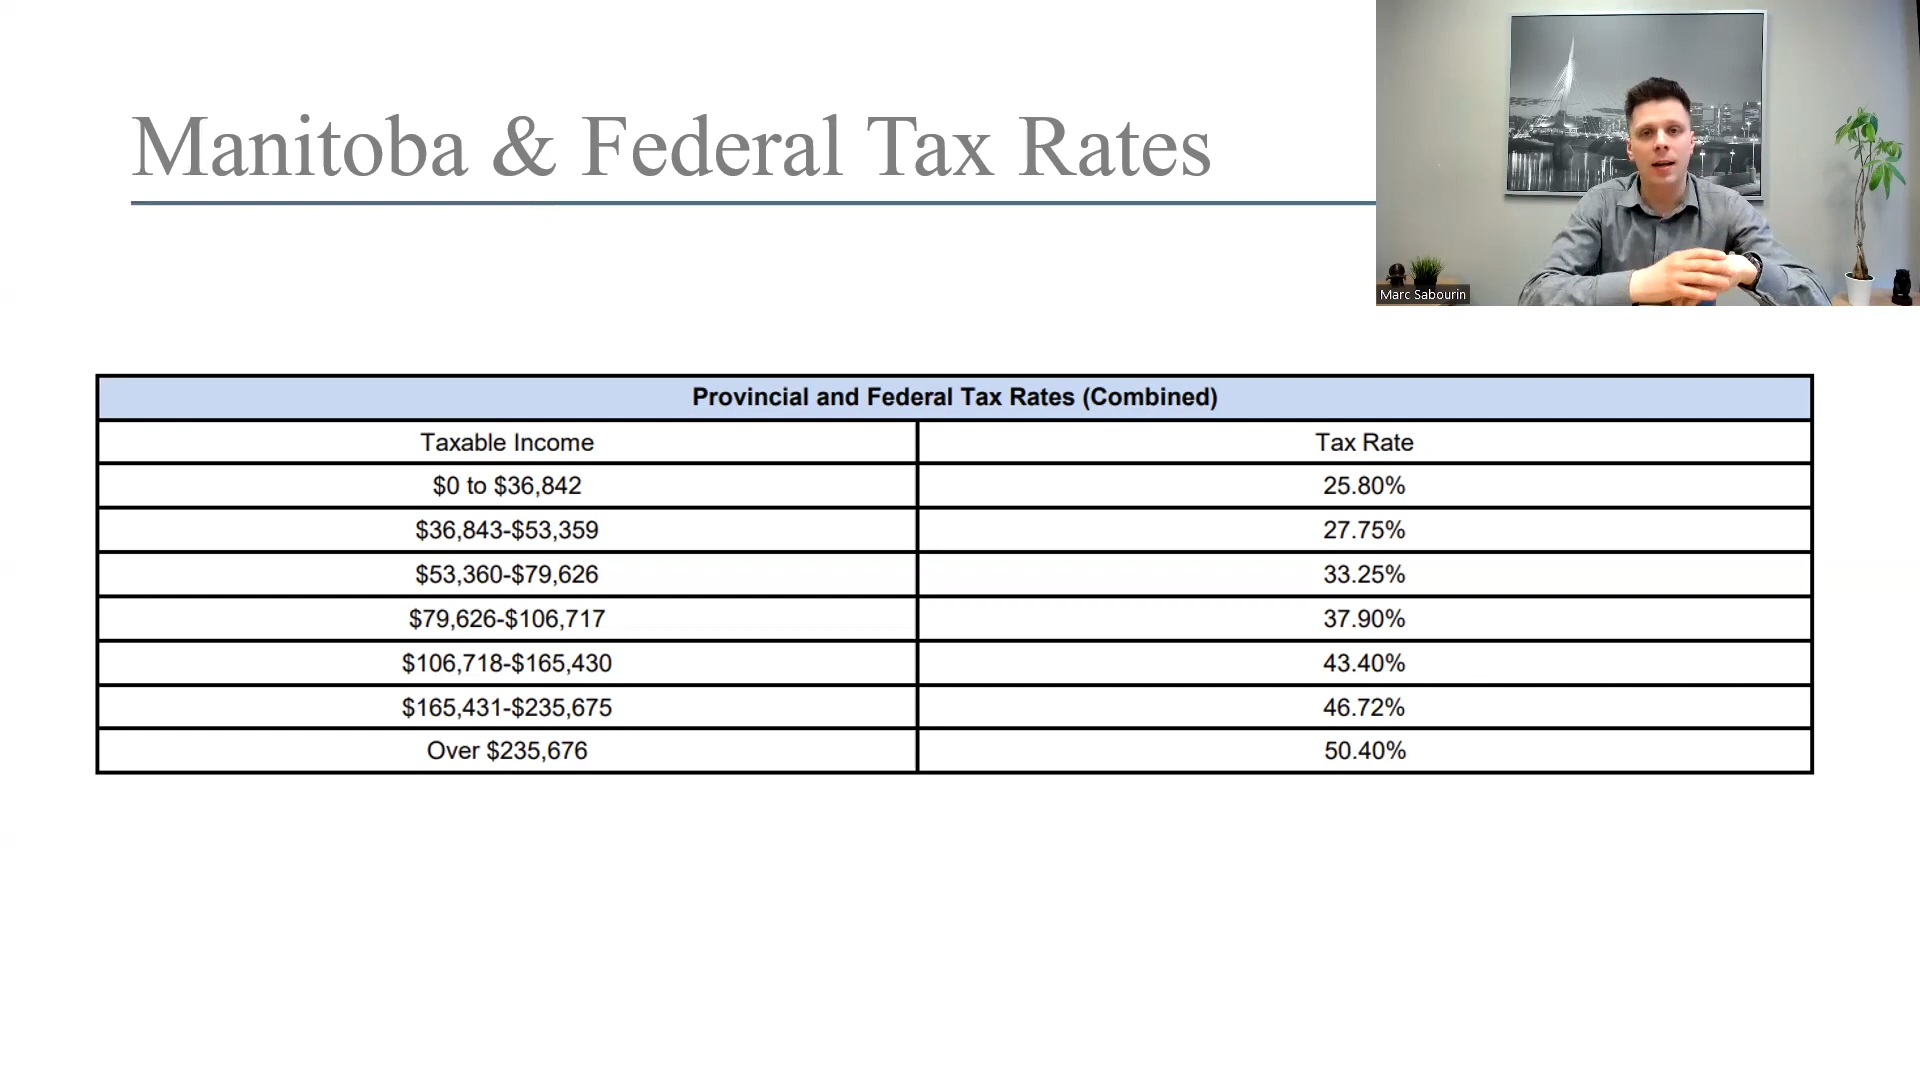 Manitoba & Federal Tax Rates
Marc Sabourin
Provincial and Federal Tax Rates (Combined)
Taxable Income Tax Rate
$0 to $36,842 25.80%
$36,843-$53,359 27.75%
$53,360-$79,626 33.25%
$79,626-$106,717 37.90%
$106,718-$165,430 43.40%
$165,431-$235,675 46.72%
Over $235,676 50.40%